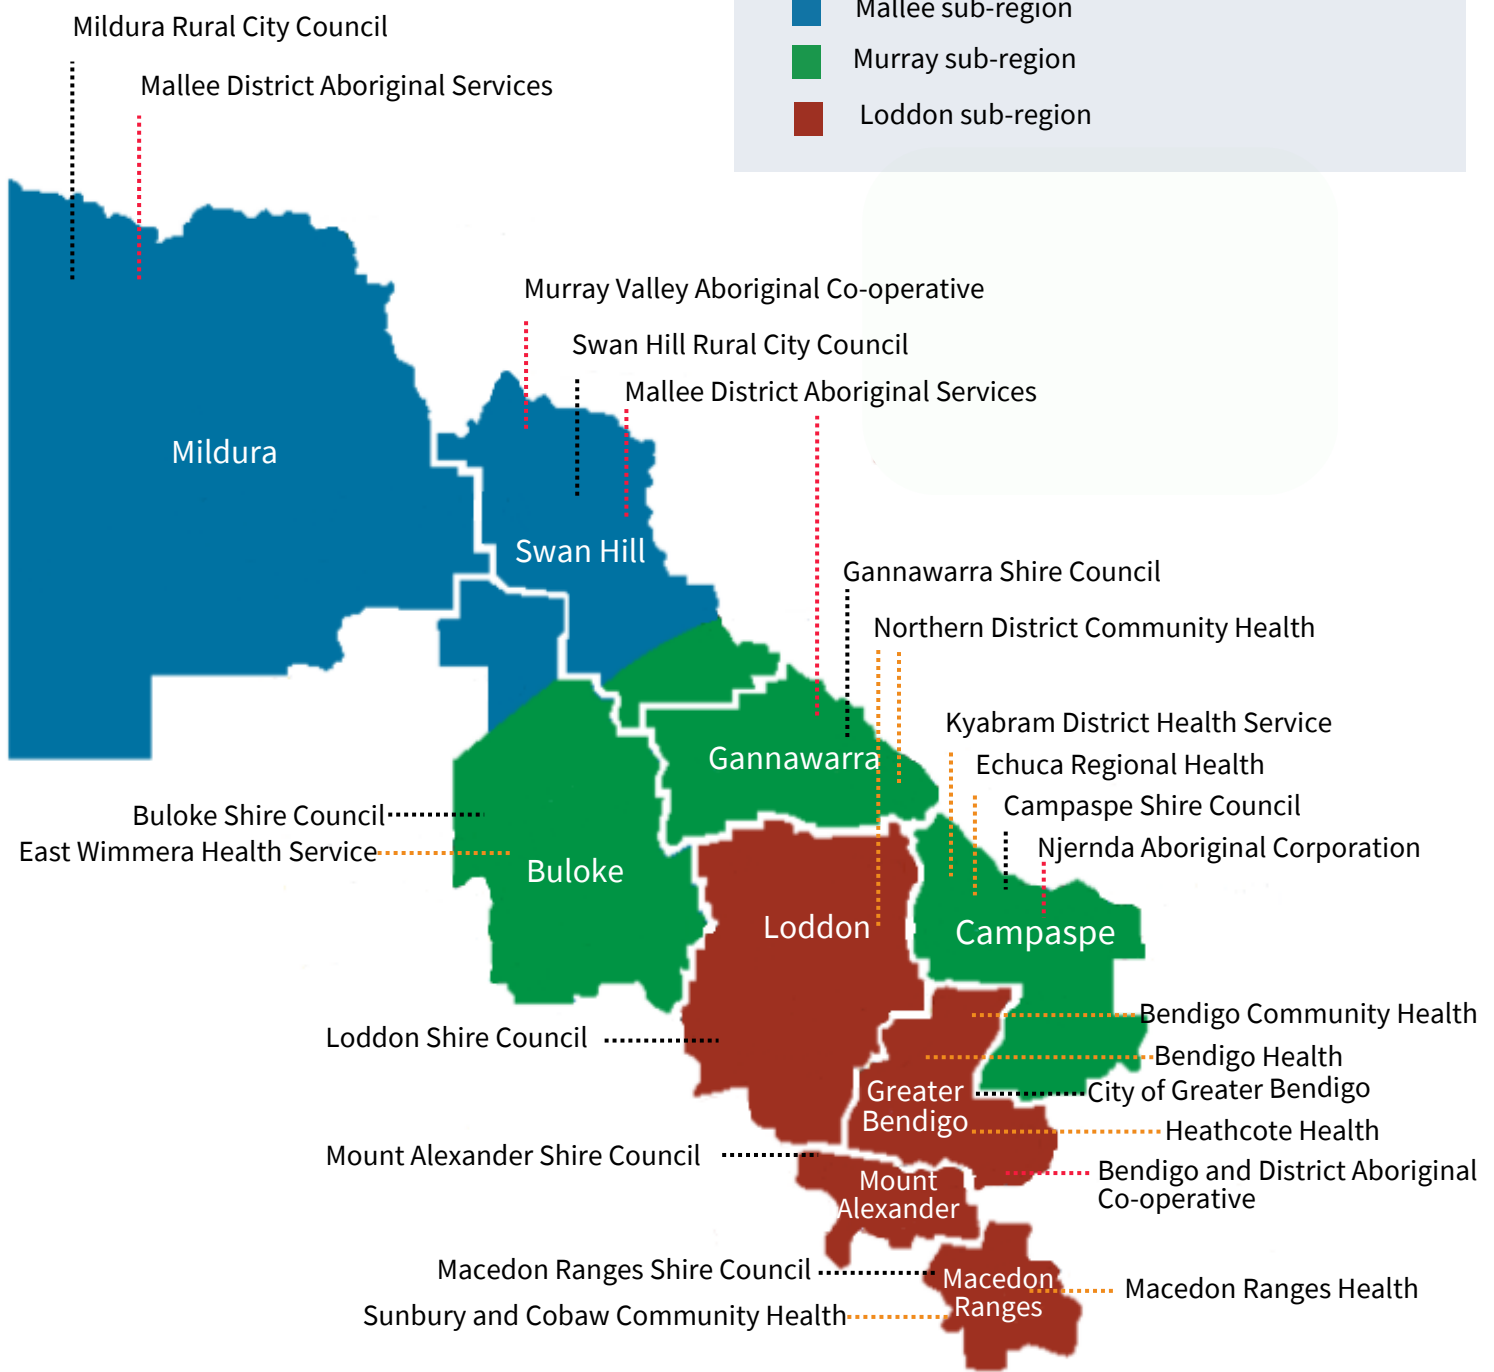 Mallee sub-region
Mildura Rural City Council
Murray sub-region
Mallee District Aboriginal Services
Loddon sub-region
Murray Valley Aboriginal Co-operative
Swan Hill Rural City Council
Mallee District Aboriginal Services
Mildura
Swan Hill
Gannawarra Shire Council
Northern District Community Health
Kyabram District Health Service
Gannawarra
Echuca Regional Health
Campaspe Shire Council
Buloke Shire Council
Njernda Aboriginal Corporation
East Wimmera Health Service
Buloke
Loddon
Campaspe
Bendigo Community Health
Loddon Shire Council
Bendigo Health
Greater
Bendigo
City of Greater Bendigo
Heathcote Health
Mount Alexander Shire Council
Bendigo and District Aboriginal
Co-operative
Mount
Alexander
Macedon Ranges Shire Council
Macedon
Ranges
Macedon Ranges Health
Sunbury and Cobaw Community Health